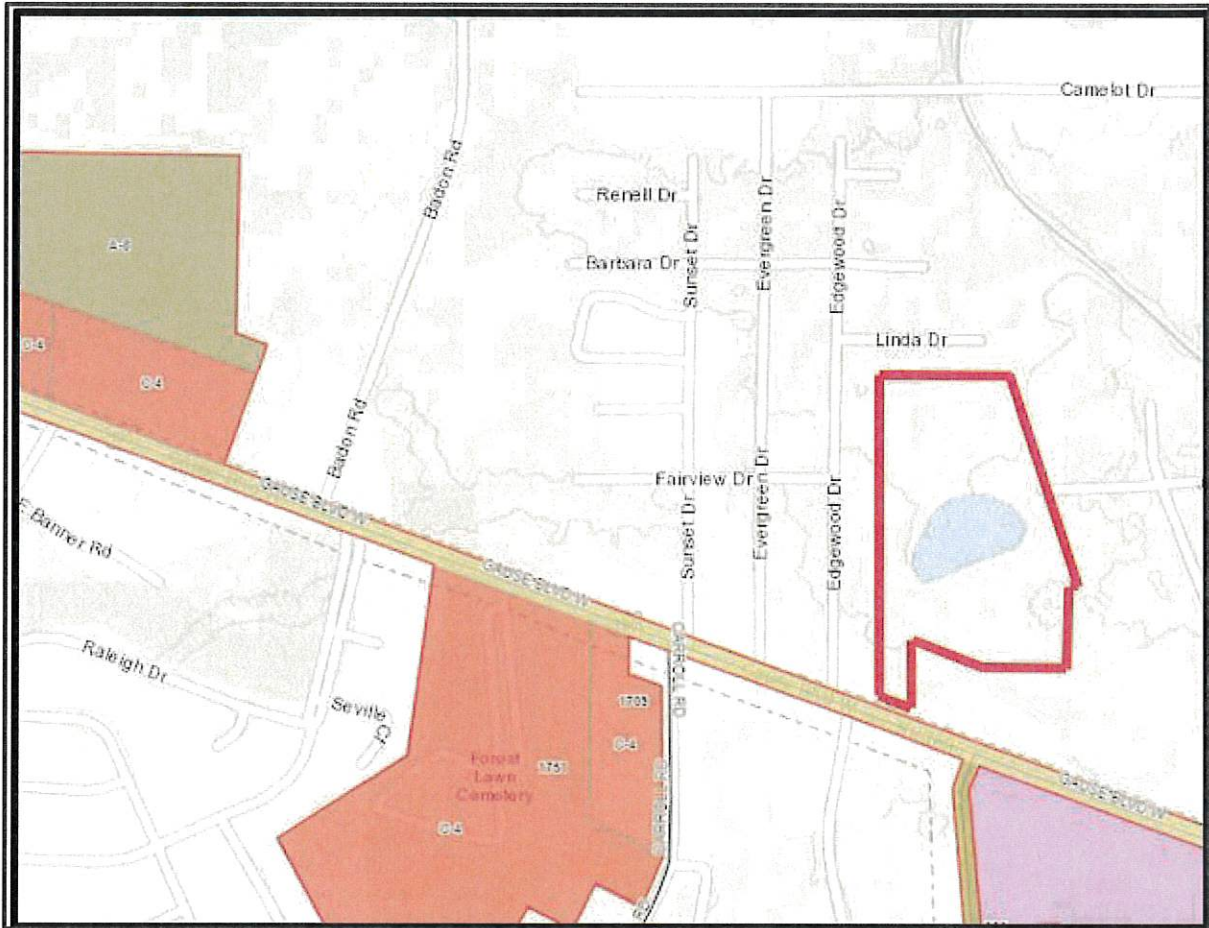 Camelot Dr
Badon Rd
Renell Dr
Sunset Dr
Evergreen Dr
Edgewood Dr
Barbara Dr
Linda Dr
C-4
C-4
Badon Rd
Fairview Dr
Sunset Dr
Evergreen Dr
Edgewood Dr
GAUSE BLVD W
E Banner Rd
GAUSE BLVD W
Raleigh Dr
CARROLL RD
Seville Ct
1703
C-4
Forest
Lawn
Cemetery
1751
C-4
GAUSE BLVD W
RD